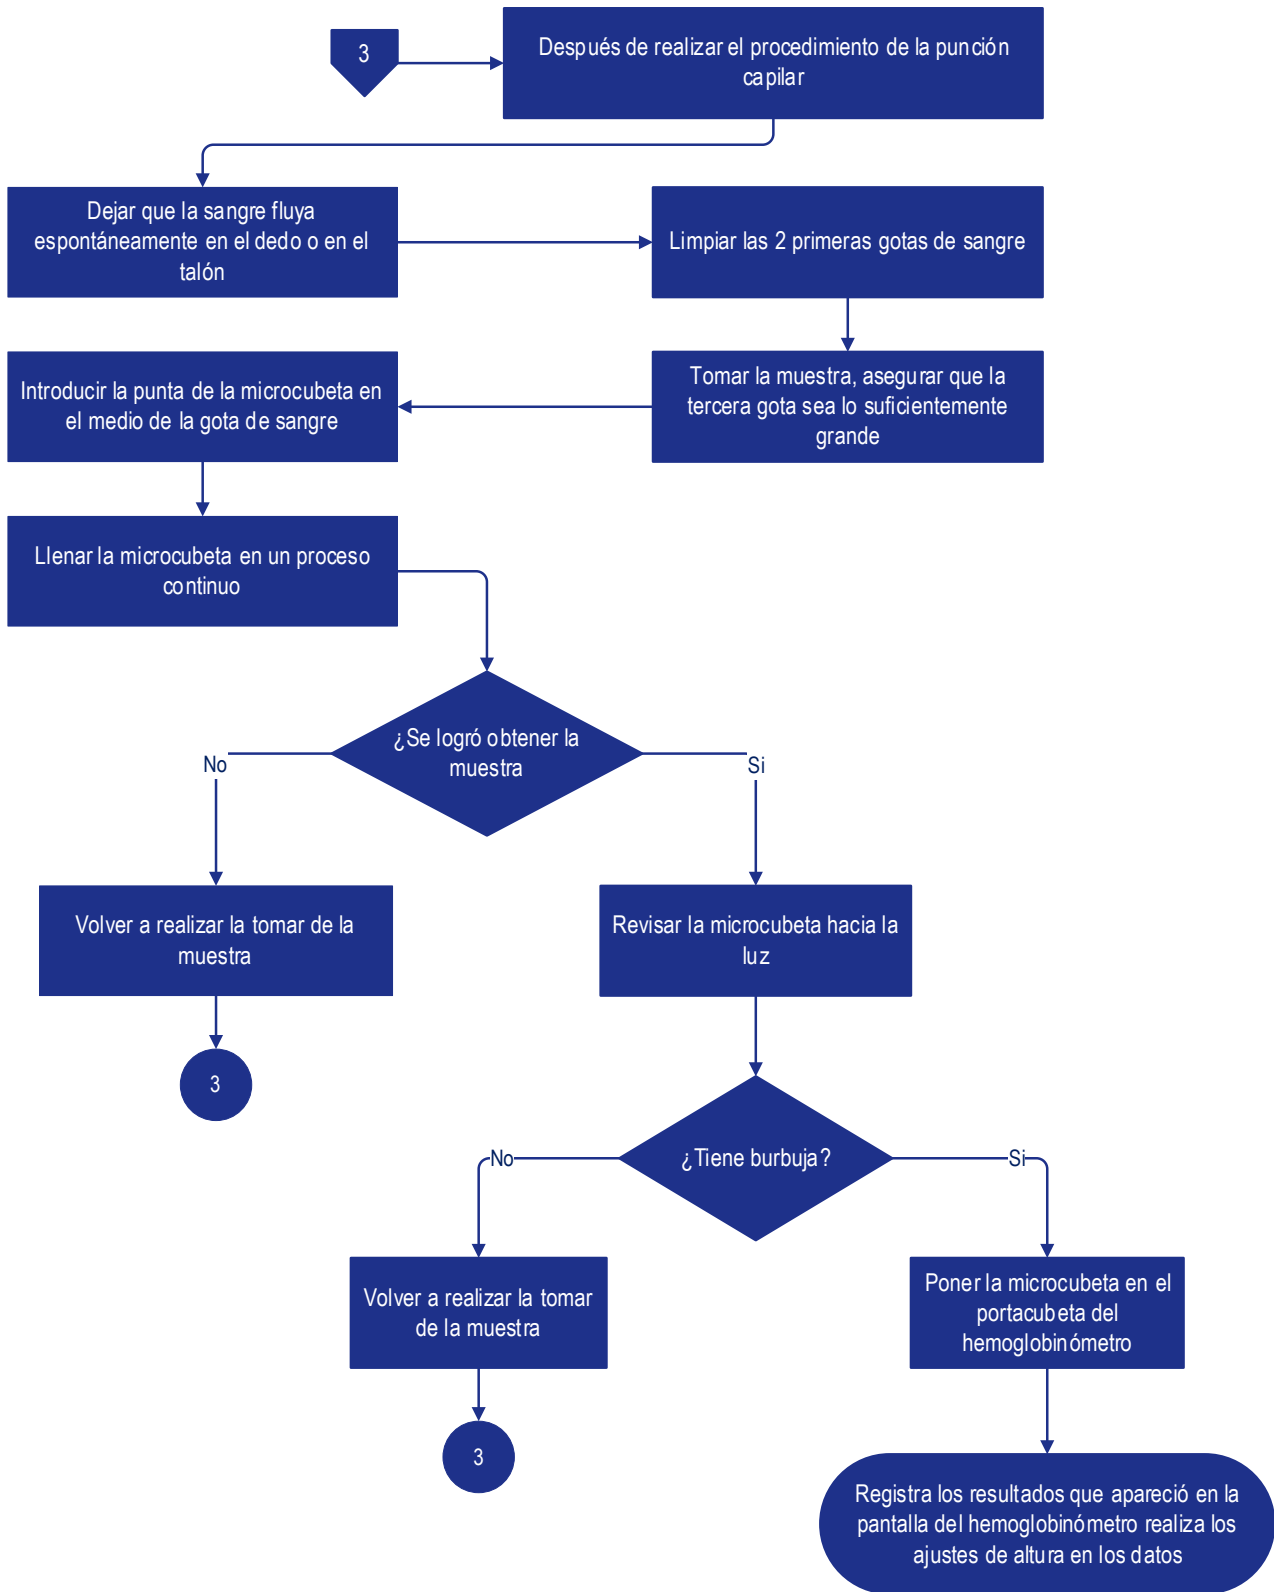 3
Después de realizar el procedimiento de la punción
capilar
Dejar que la sangre fluya
espontáneamente en el dedo o en el
talón
Limpiar las 2 primeras gotas de sangre
Tomar la muestra, asegurar que la
tercera gota sea lo suficientemente
grande
Introducir la punta de la microcubeta en
el medio de la gota de sangre
Llenar la microcubeta en un proceso
continuo
¿Se logró obtener la
muestra
No
Si
Volver a realizar la tomar de la
muestra
Revisar la microcubeta hacia la
luz
3
¿Tiene burbuja?
No
Si
Volver a realizar la tomar
de la muestra
Poner la microcubeta en el
portacubeta del
hemoglobinómetro
3
Registra los resultados que apareció en la
pantalla del hemoglobinómetro realiza los
ajustes de altura en los datos